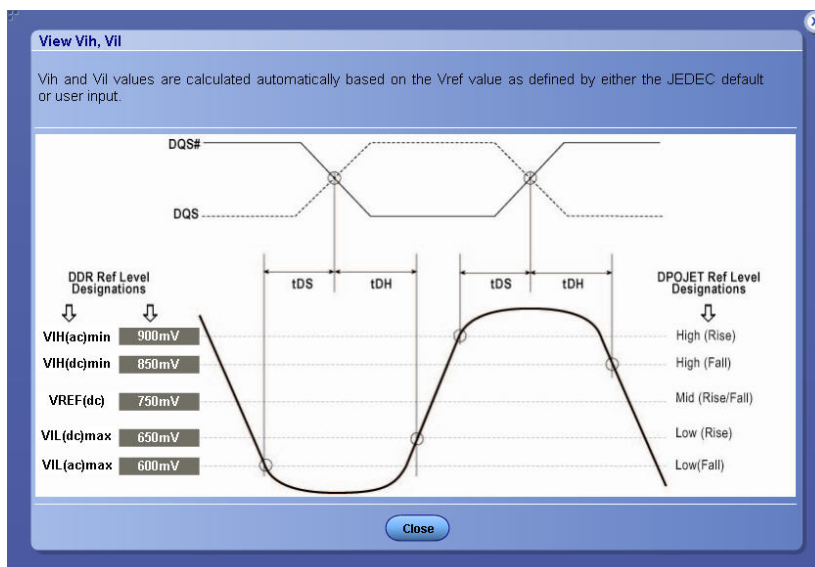 View Vih, Vil
Vih and Vil values are calculated automatically based on the Vref value as defined by either the JEDEC default
or user input.
DQS#
DQS
DDR Ref Level
Designations
tDS
tDH
tDS
tDH
DPOJET Ref Level
Designations
VIH(ac)min 900mV High (Rise)
VIH(dc)min 850mV High (Fall)
VREF(dc) 750mV Mid (Rise/Fall)
VIL(dc)max 650mV Low (Rise)
VIL(ac)max 600mV Low(Fall)
Close